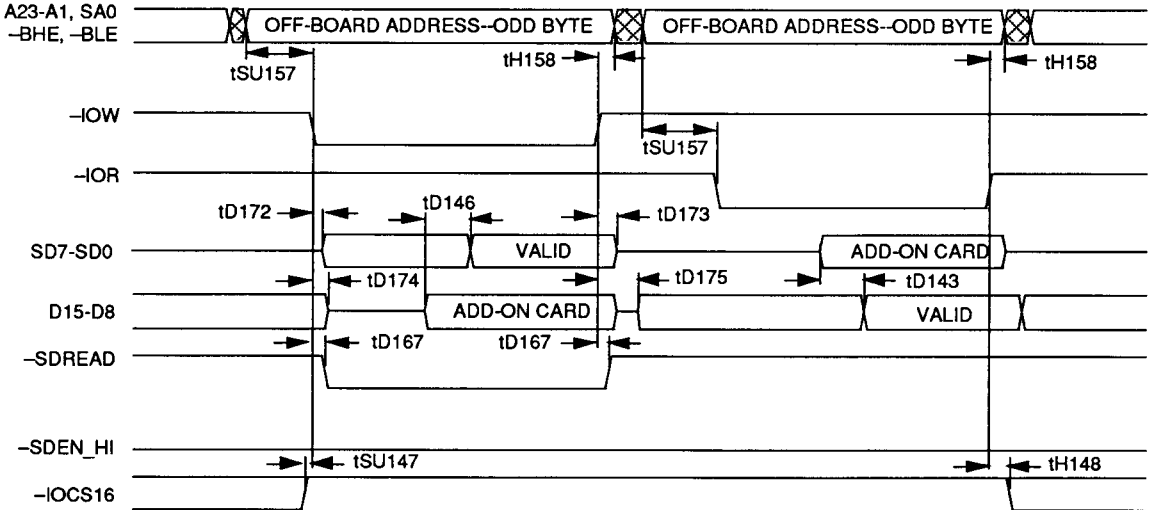 A23-A1, SA0
–BHE, –BLE
OFF-BOARD ADDRESS--ODD BYTE
OFF-BOARD ADDRESS--ODD BYTE
tSU157
tH158
tH158
–IOW
tSU157
–IOR
tD172
tD146
tD173
SD7-SD0
VALID
ADD-ON CARD
tD174
tD175
tD143
D15-D8
ADD-ON CARD
VALID
tD167
tD167
–SDREAD
–SDEN_HI
tSU147
tH148
–IOCS16